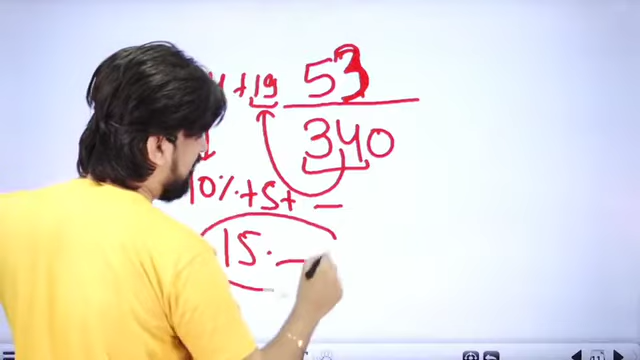 + 19 53
340
10% + 5 + _
15. _